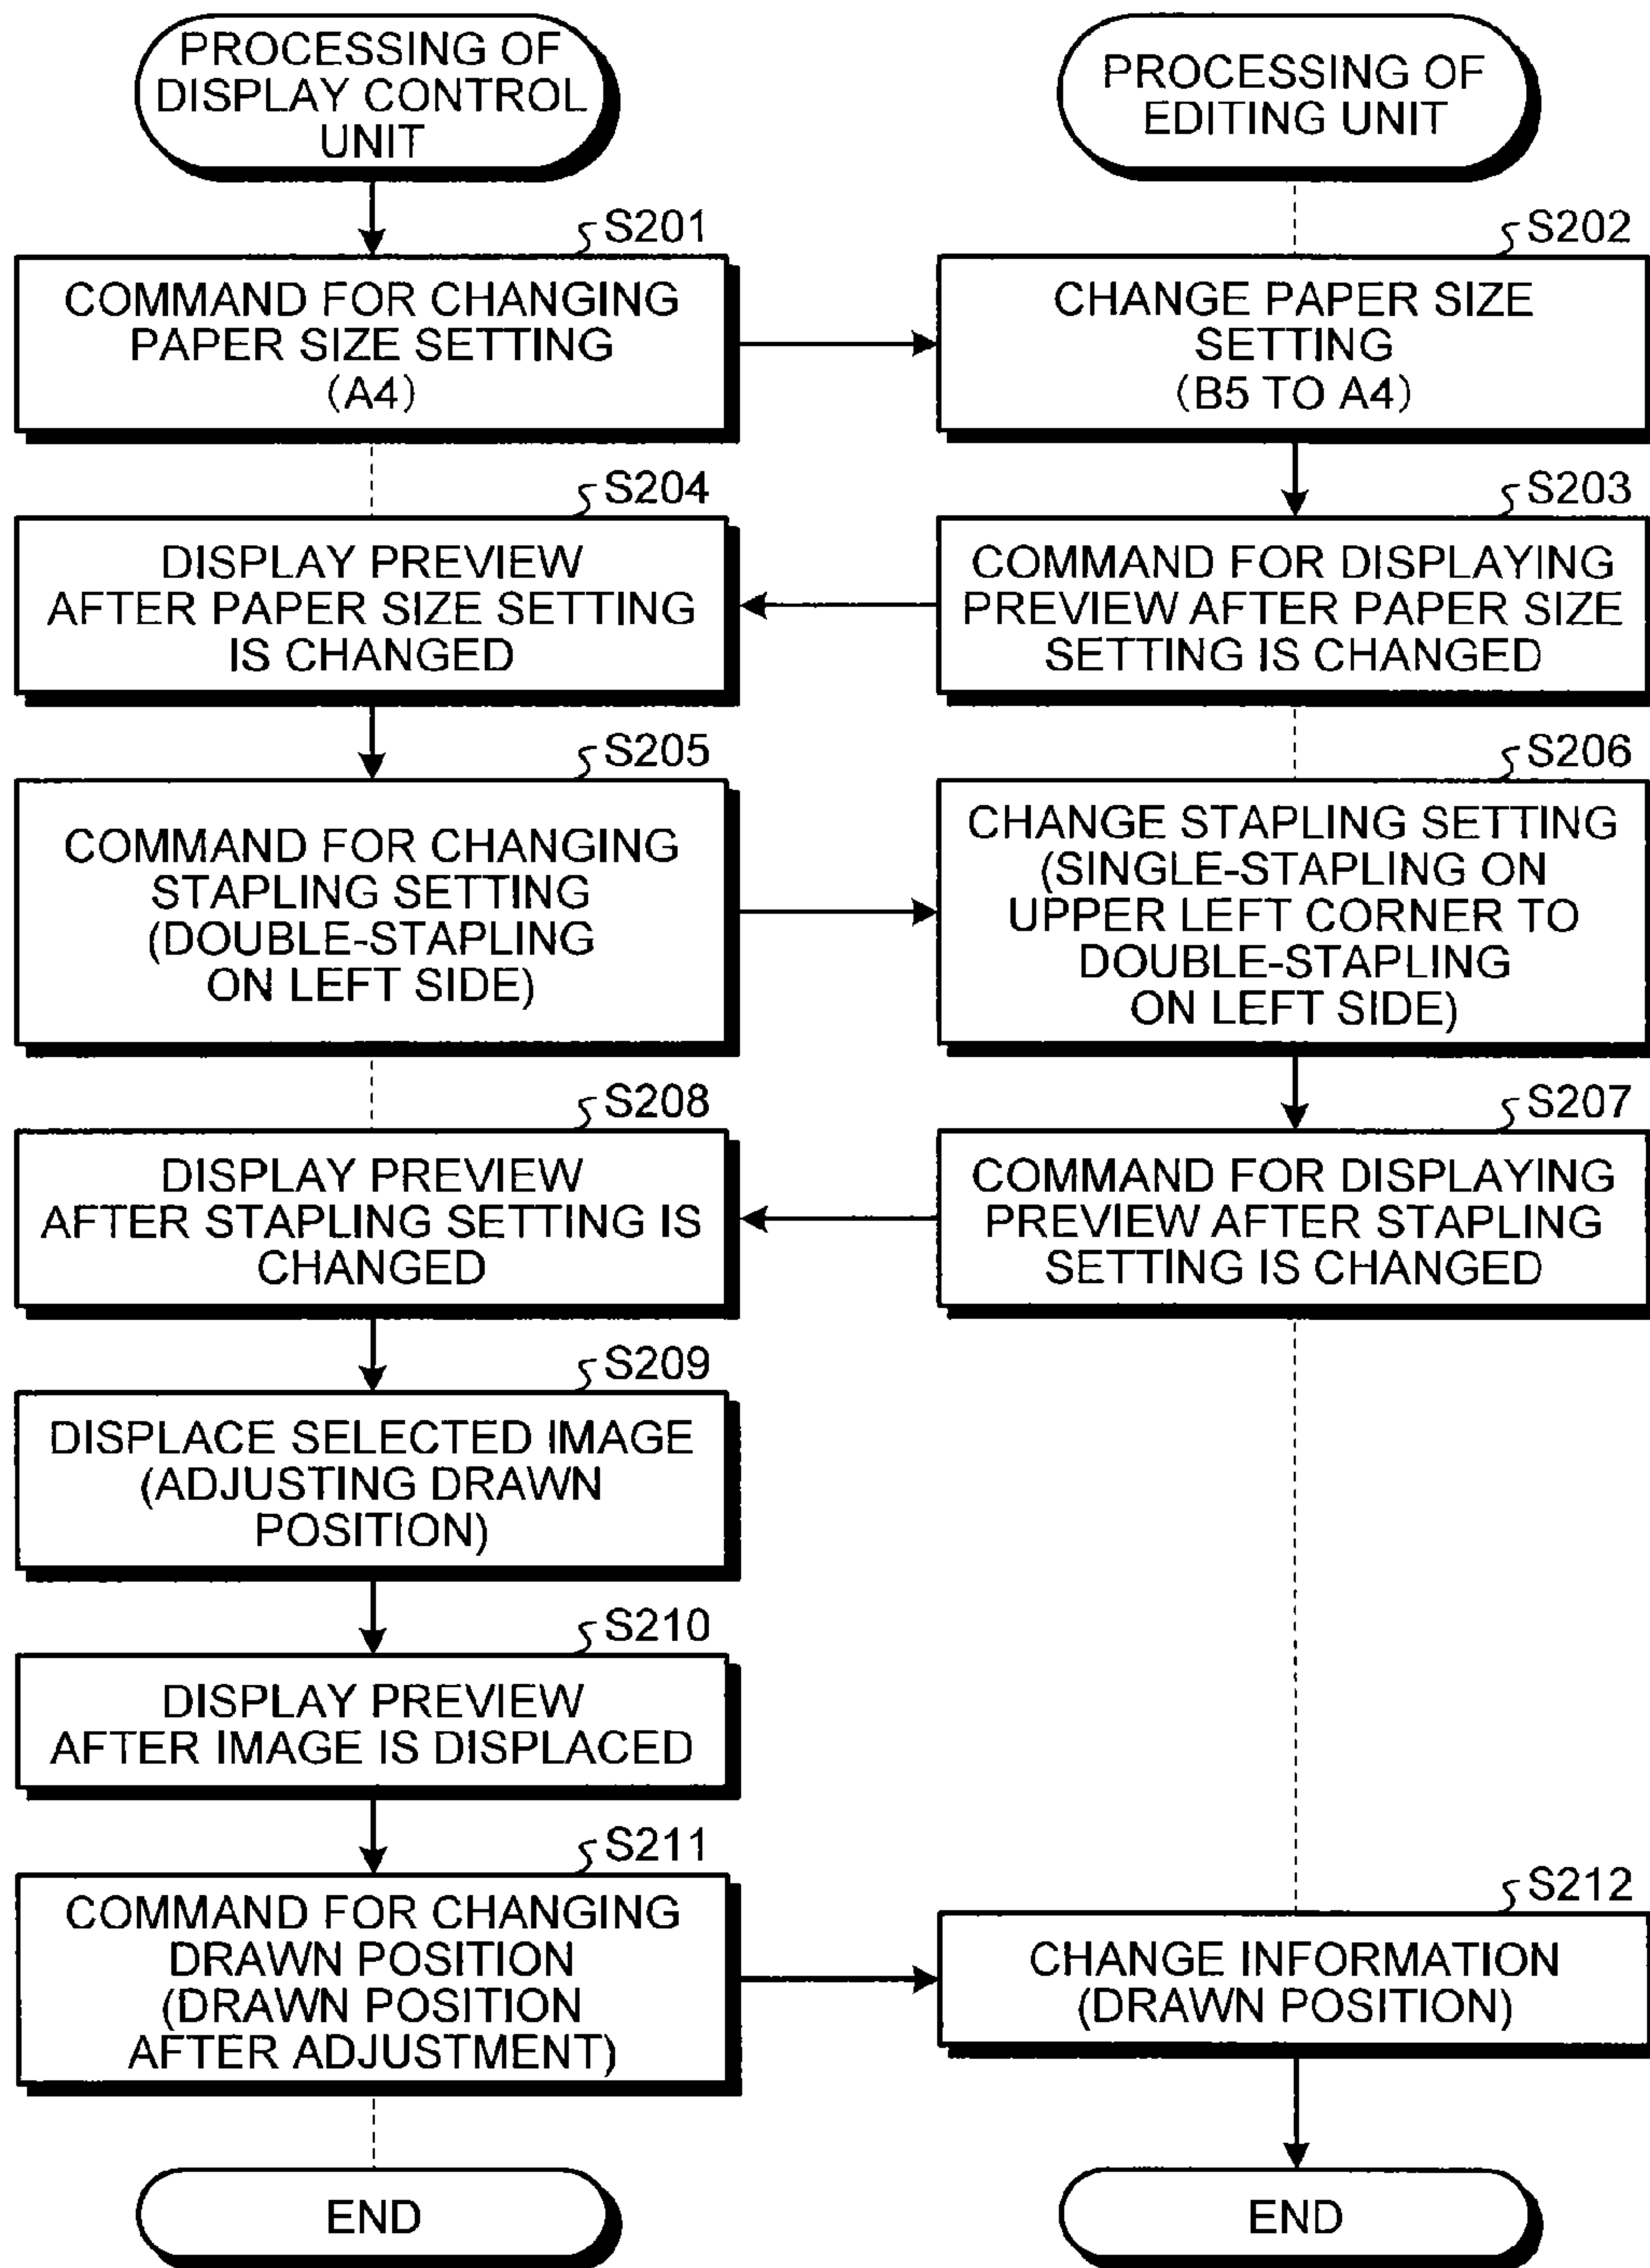 PROCESSING OF
DISPLAY CONTROL
UNIT
PROCESSING OF
EDITING UNIT
S201
COMMAND FOR CHANGING
PAPER SIZE SETTING
(A4)
S202
CHANGE PAPER SIZE
SETTING
(B5 TO A4)
S204
DISPLAY PREVIEW
AFTER PAPER SIZE SETTING
IS CHANGED
S203
COMMAND FOR DISPLAYING
PREVIEW AFTER PAPER SIZE
SETTING IS CHANGED
S205
COMMAND FOR CHANGING
STAPLING SETTING
(DOUBLE-STAPLING
ON LEFT SIDE)
S206
CHANGE STAPLING SETTING
(SINGLE-STAPLING ON
UPPER LEFT CORNER TO
DOUBLE-STAPLING
ON LEFT SIDE)
S208
DISPLAY PREVIEW
AFTER STAPLING SETTING IS
CHANGED
S207
COMMAND FOR DISPLAYING
PREVIEW AFTER STAPLING
SETTING IS CHANGED
S209
DISPLACE SELECTED IMAGE
(ADJUSTING DRAWN
POSITION)
S210
DISPLAY PREVIEW
AFTER IMAGE IS DISPLACED
S211
COMMAND FOR CHANGING
DRAWN POSITION
(DRAWN POSITION
AFTER ADJUSTMENT)
S212
CHANGE INFORMATION
(DRAWN POSITION)
END
END